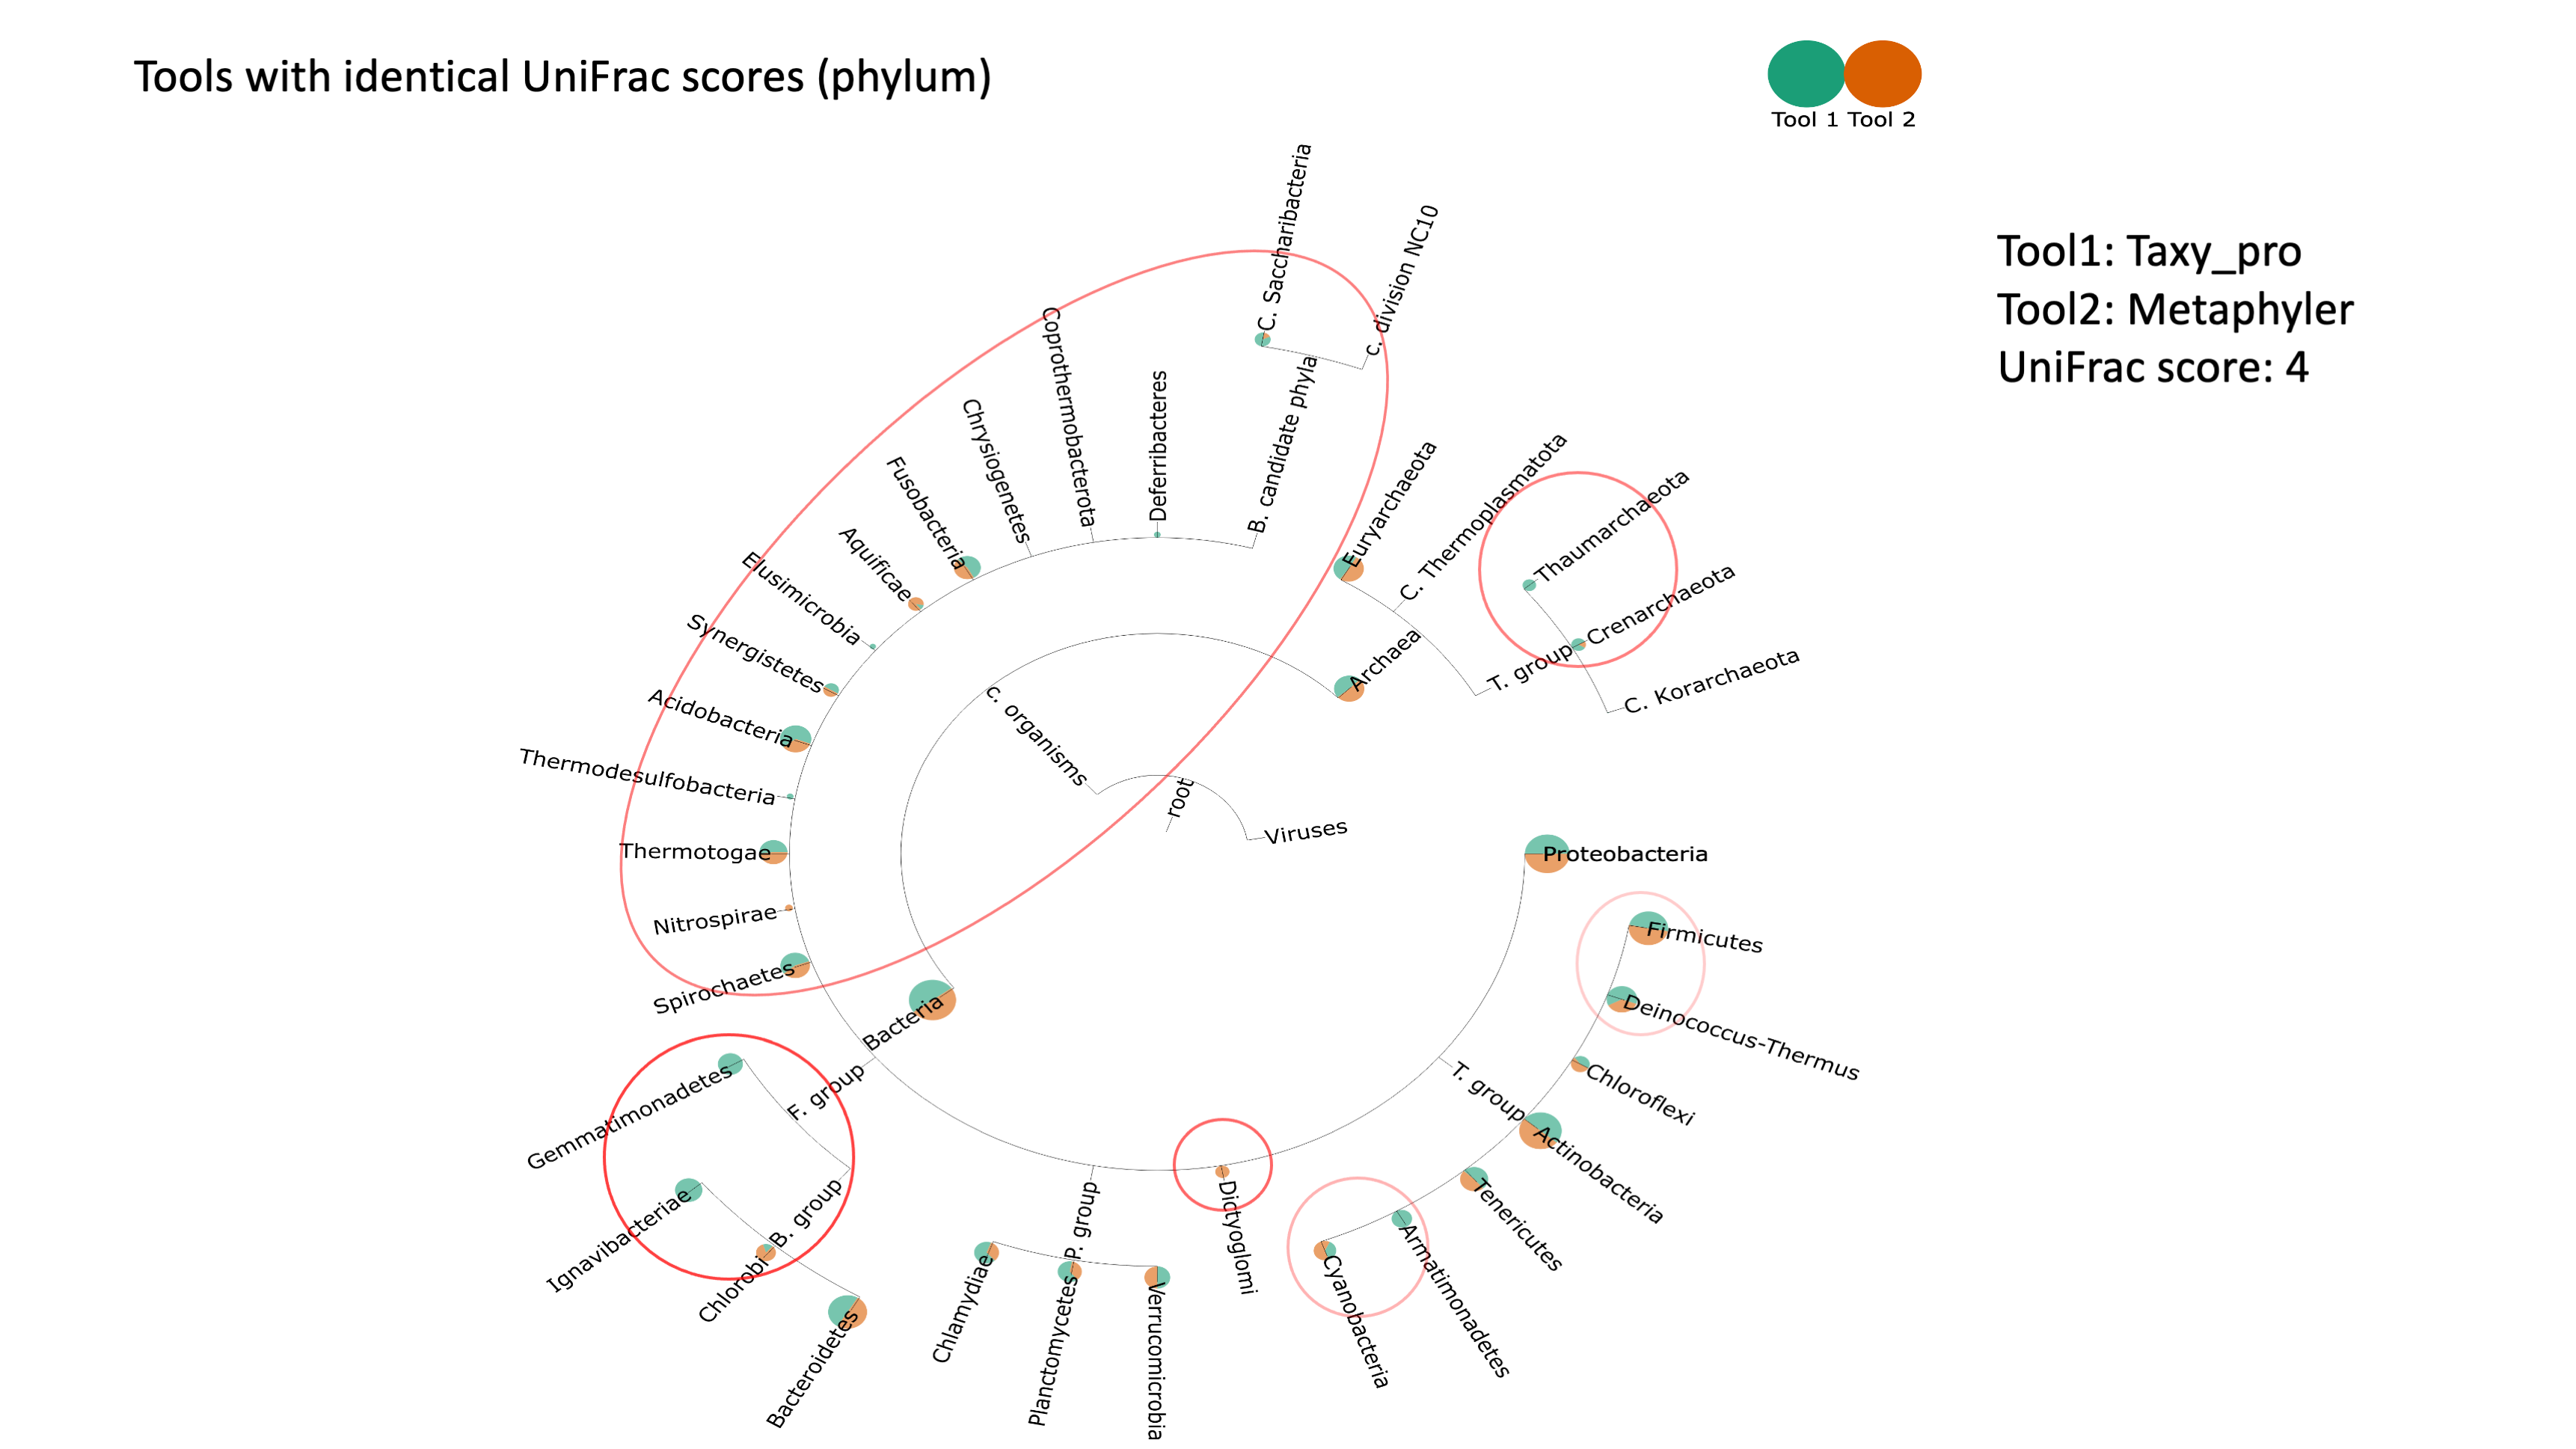 Tools with identical UniFrac scores (phylum)
Tool 1 Tool 2
Tool1: Taxy_pro
Tool2: Metaphyler
UniFrac score: 4
C. Saccharibacteria
c. division NC10
B. candidate phyla
Deferribacteres
Coprothermobacterota
Chrysiogenetes
Fusobacteria
Aquificae
Elusimicrobia
Synergistetes
Acidobacteria
Thermodesulfobacteria
Thermotogae
Nitrospirae
Spirochaetes
Euryarchaeota
C. Thermoplasmatota
Thaumarchaeota
Crenarchaeota
T. group
C. Korarchaeota
Archaea
c. organisms
root
Viruses
Bacteria
F. group
Gemmatimonadetes
B. group
Ignavibacteriae
Chlorobi
Bacteroidetes
P. group
Chlamydiae
Planctomycetes
Verrucomicrobia
Dictyoglomi
Proteobacteria
T. group
Firmicutes
Deinococcus-Thermus
Chloroflexi
Actinobacteria
Tenericutes
Armatimonadetes
Cyanobacteria